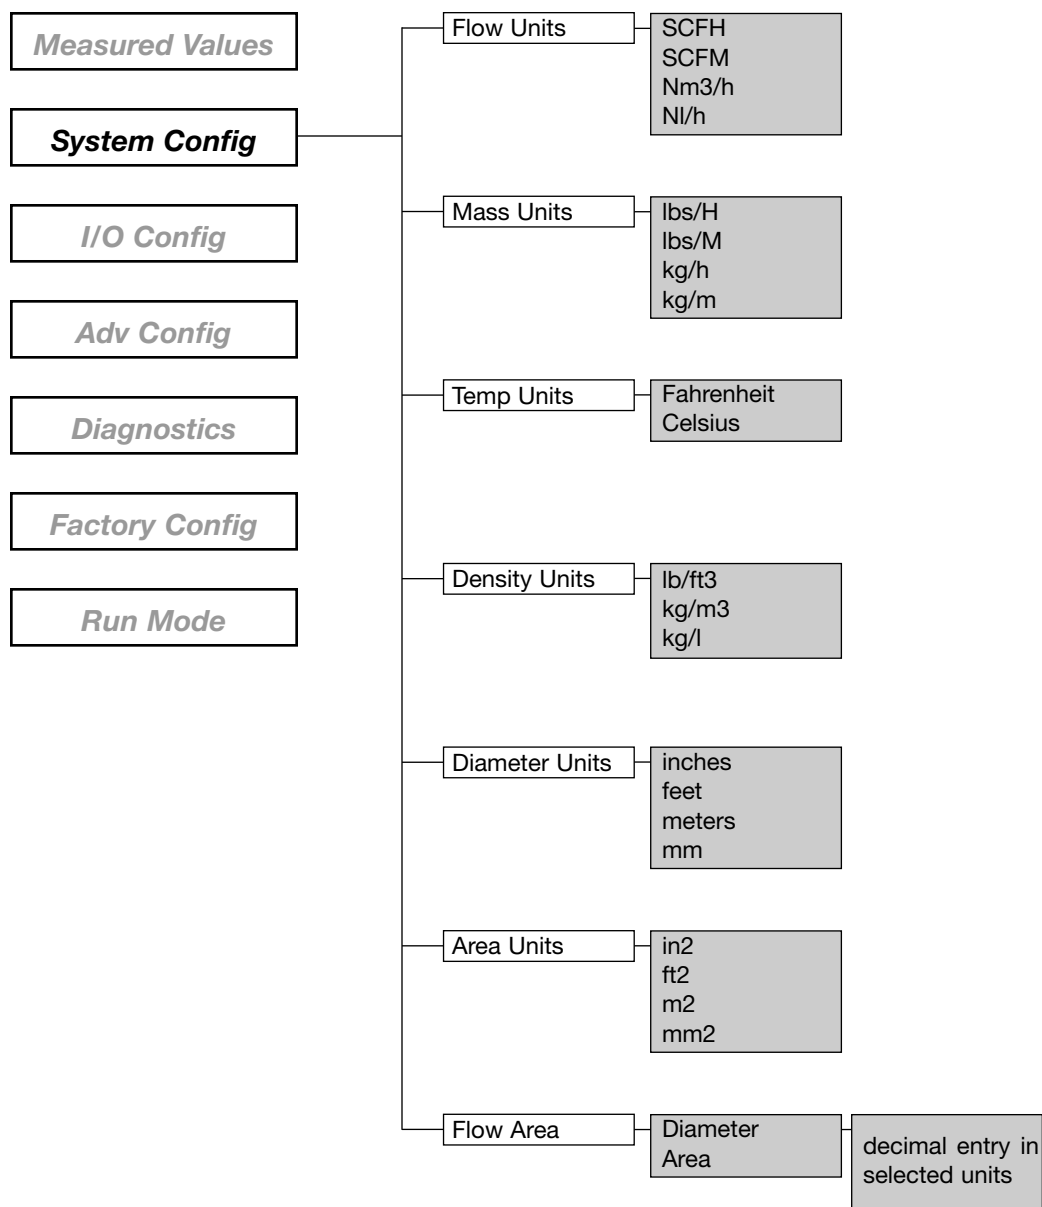 Measured Values
System Config
I/O Config
Adv Config
Diagnostics
Factory Config
Run Mode
Flow Units
SCFH
SCFM
Nm3/h
Nl/h
Mass Units
lbs/H
lbs/M
kg/h
kg/m
Temp Units
Fahrenheit
Celsius
Density Units
lb/ft3
kg/m3
kg/l
Diameter Units
inches
feet
meters
mm
Area Units
in2
ft2
m2
mm2
Flow Area
Diameter
Area
decimal entry in
selected units